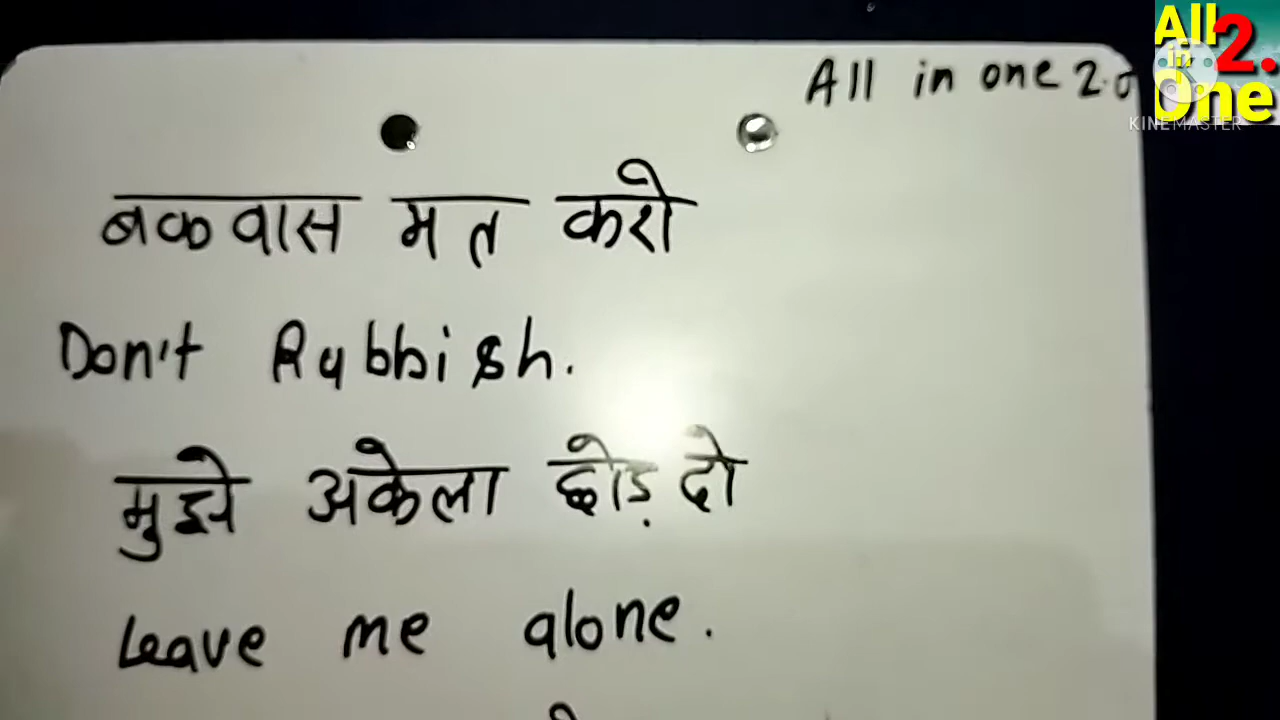 All in one 2.0
All in 2. One
KINEMASTER
बकवास मत करो
Don't Rubbish.
मुझे अकेला छोड़ दो
Leave me alone.